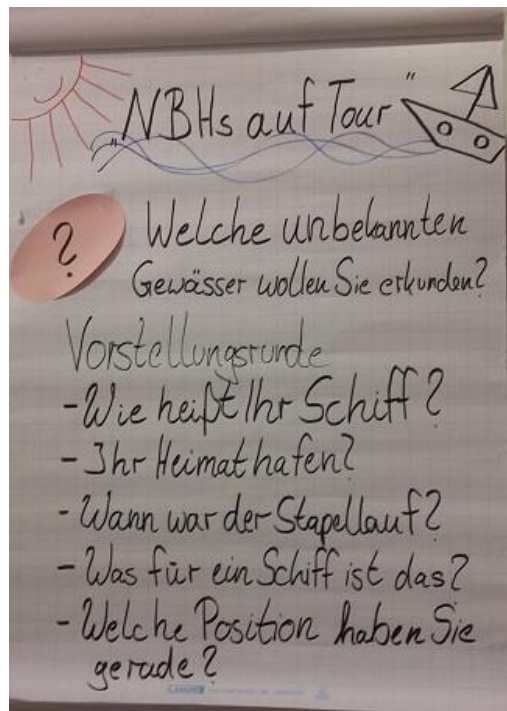 „NBHs auf Tour"
?
Welche unbekannten
Gewässer wollen Sie erkunden?
Vorstellungsrunde
- Wie heißt Ihr Schiff?
- Ihr Heimathafen?
- Wann war der Stapellauf?
- Was für ein Schiff ist das?
- Welche Position haben Sie
gerade?